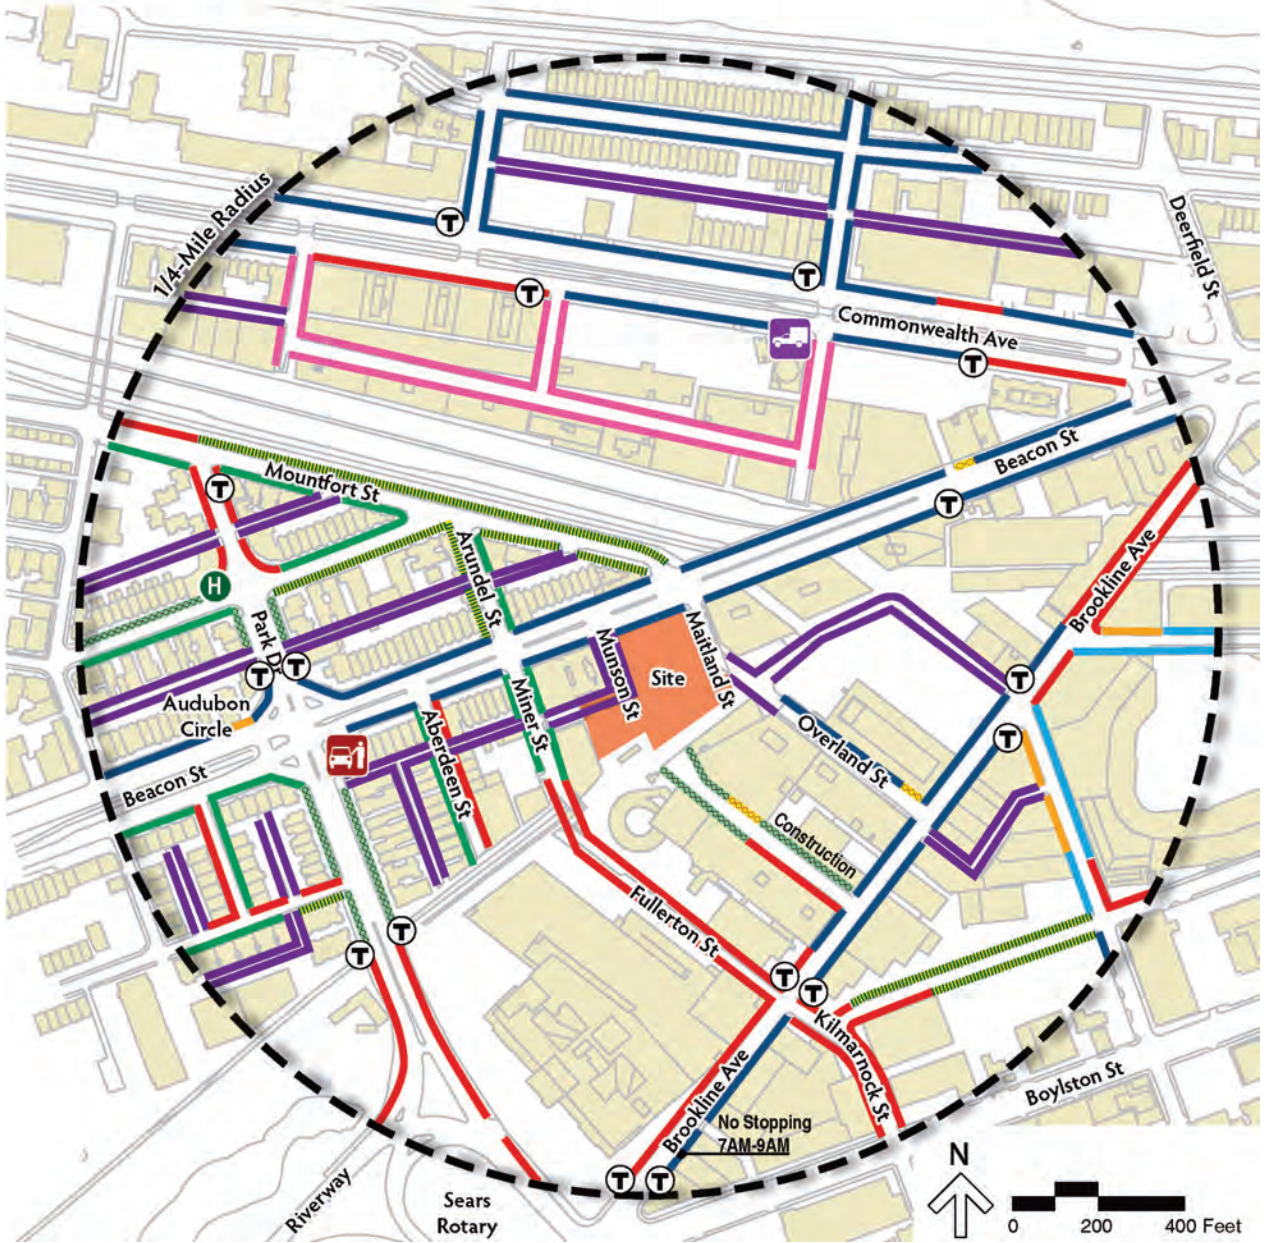 1/4-Mile Radius
Deerfield St
T
T
T
Commonwealth Ave
T
Beacon St
T
Mountfort St
T
Arundel St
Brookline Ave
H
Park Dr
Munson St
Maitland St
Site
T
T
T
Audubon
Circle
Miner St
Aberdeen St
Overland St
T
Beacon St
Construction
Fullerton St
T
T
T
T
Kilmarnock St
Brookline Ave
Boylston St
No Stopping
7AM-9AM
T
T
Riverway
Sears
Rotary
N
0 200 400 Feet